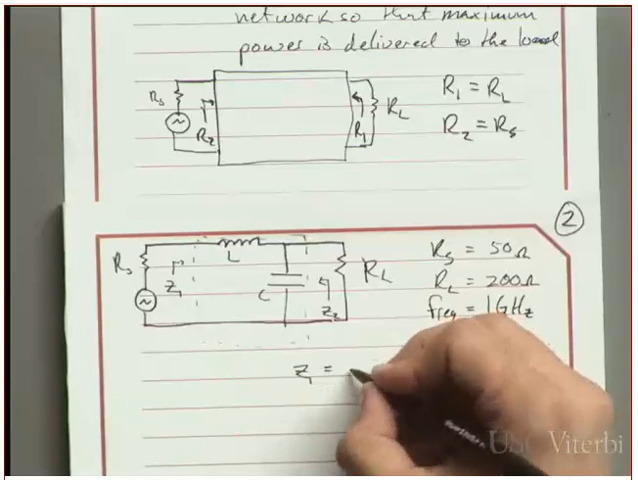 network so that maximum
power is delivered to the load
Rs
R2
R1
RL
R1 = RL
R2 = Rs
2
Rs
Z1
L
C
Z2
RL
Rs = 50Ω
RL = 200Ω
freq = 1GHz
Z1 =
USC Viterbi